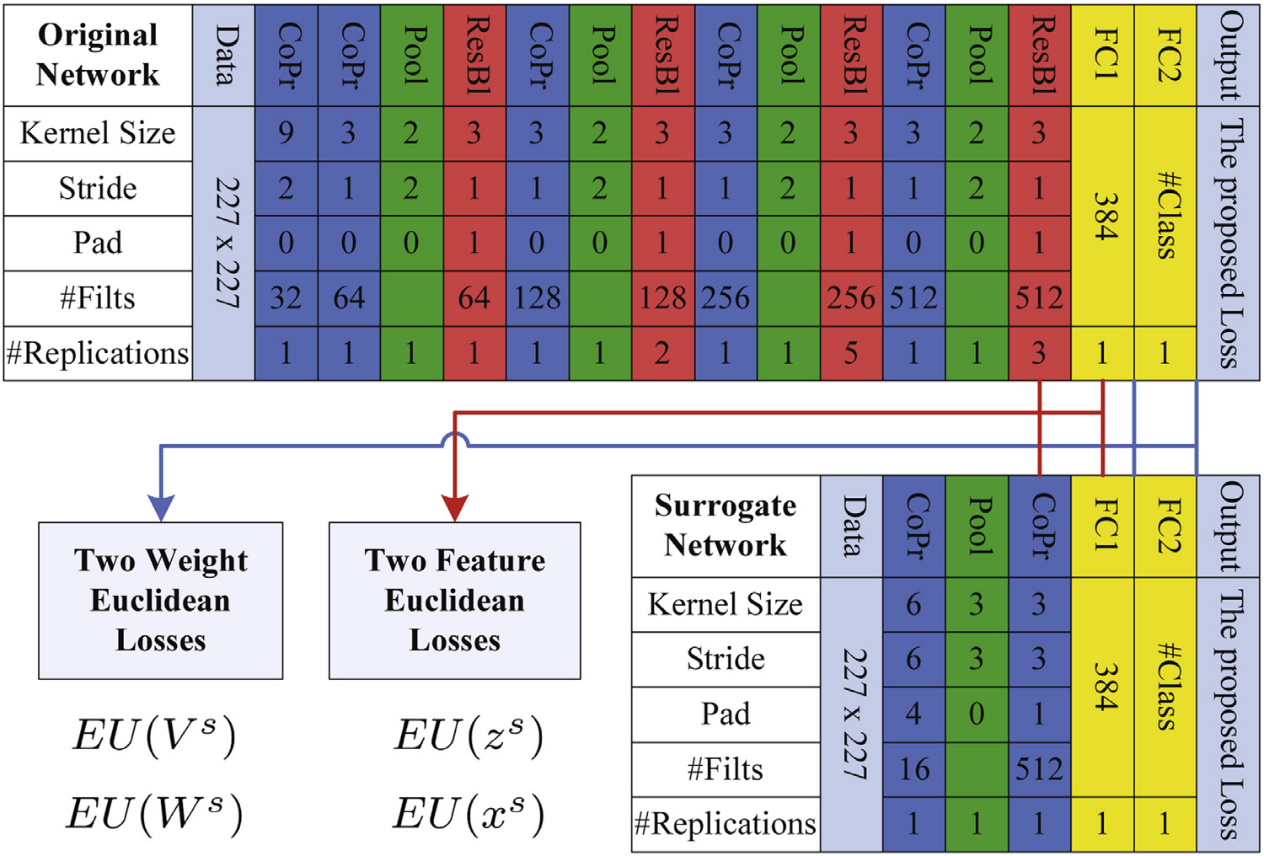 Original Network Data CoPr CoPr Pool ResBl CoPr Pool ResBl CoPr Pool ResBl CoPr Pool ResBl FC1 FC2 Output
Kernel Size 227 x 227 9 3 2 3 3 2 3 3 2 3 3 2 3 384 #Class The proposed Loss
Stride 2 1 2 1 1 2 1 1 2 1 1 2 1
Pad 0 0 0 1 0 0 1 0 0 1 0 0 1
#Filts 32 64 64 128 128 256 256 512 512
#Replications 1 1 1 1 1 1 2 1 1 5 1 1 3 1 1
Two Weight
Euclidean
Losses
EU(V^s)
EU(W^s)
Two Feature
Euclidean
Losses
EU(z^s)
EU(x^s)
Surrogate Network Data CoPr Pool CoPr FC1 FC2 Output
Kernel Size 227 x 227 6 3 3 384 #Class The proposed Loss
Stride 6 3 3
Pad 4 0 1
#Filts 16 512
#Replications 1 1 1 1 1